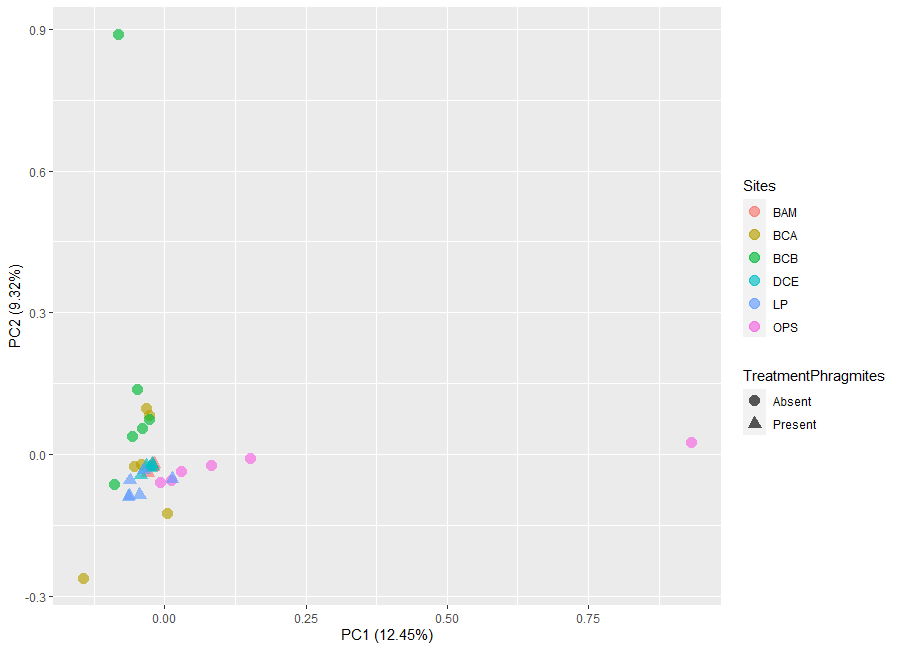 0.9
0.6
0.3
0.0
-0.3
PC2 (9.32%)
0.00 0.25 0.50 0.75
PC1 (12.45%)
Sites
BAM
BCA
BCB
DCE
LP
OPS
TreatmentPhragmites
Absent
Present